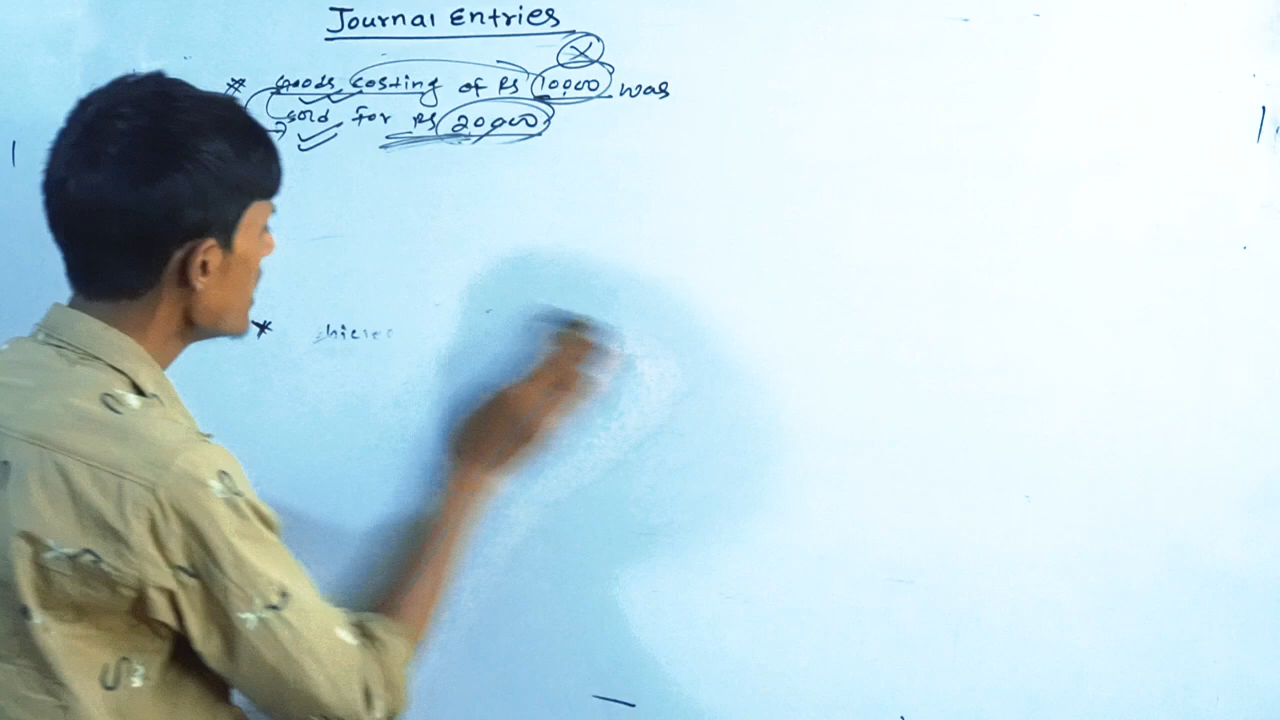 Journal Entries
* Goods costing of Rs 10000 was
sold for Rs 20000
*